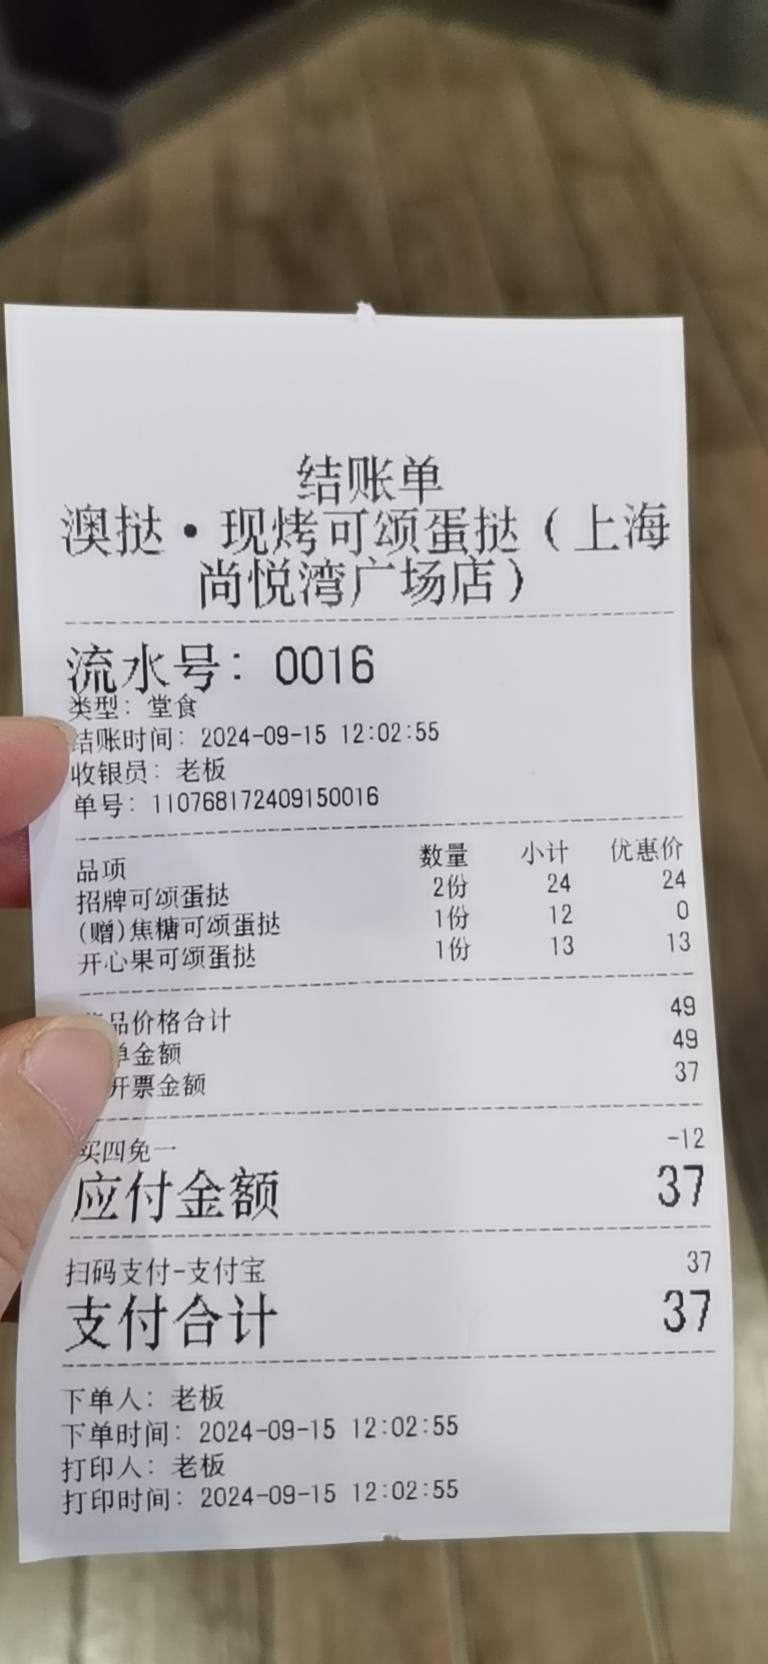 结账单
澳挞·现烤可颂蛋挞（上海
尚悦湾广场店）
流水号：0016
类型：堂食
结账时间：2024-09-15 12:02:55
收银员：老板
单号：110768172409150016
品项 数量 小计 优惠价
招牌可颂蛋挞 2份 24 24
(赠)焦糖可颂蛋挞 1份 12 0
开心果可颂蛋挞 1份 13 13
品价格合计 49
单金额 49
开票金额 37
买四免一 -12
应付金额 37
扫码支付-支付宝 37
支付合计 37
下单人：老板
下单时间：2024-09-15 12:02:55
打印人：老板
打印时间：2024-09-15 12:02:55